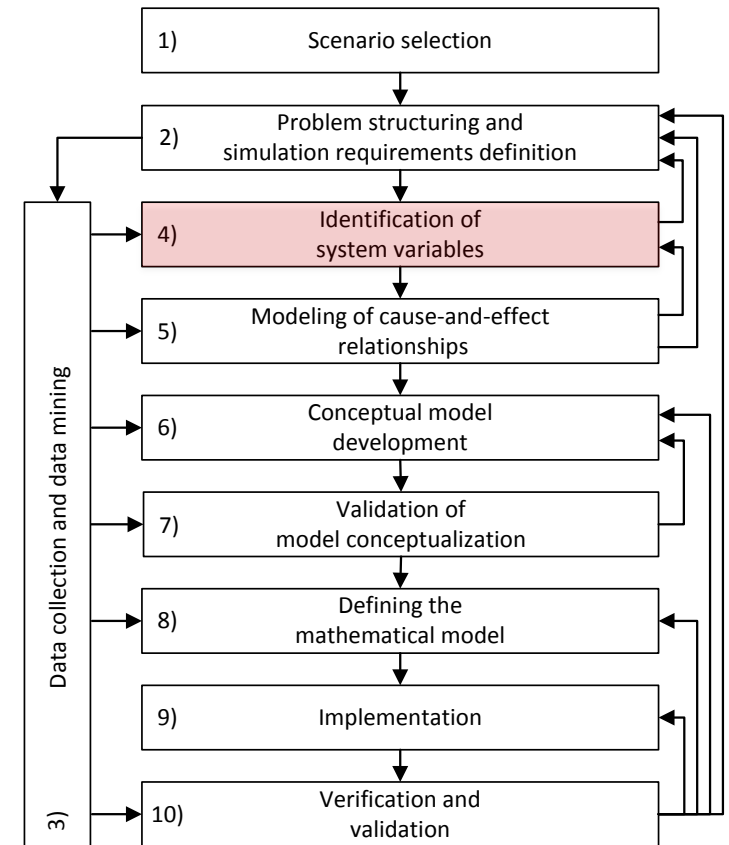 1) Scenario selection
2) Problem structuring and
simulation requirements definition
3) Data collection and data mining
4) Identification of
system variables
5) Modeling of cause-and-effect
relationships
6) Conceptual model
development
7) Validation of
model conceptualization
8) Defining the
mathematical model
9) Implementation
10) Verification and
validation